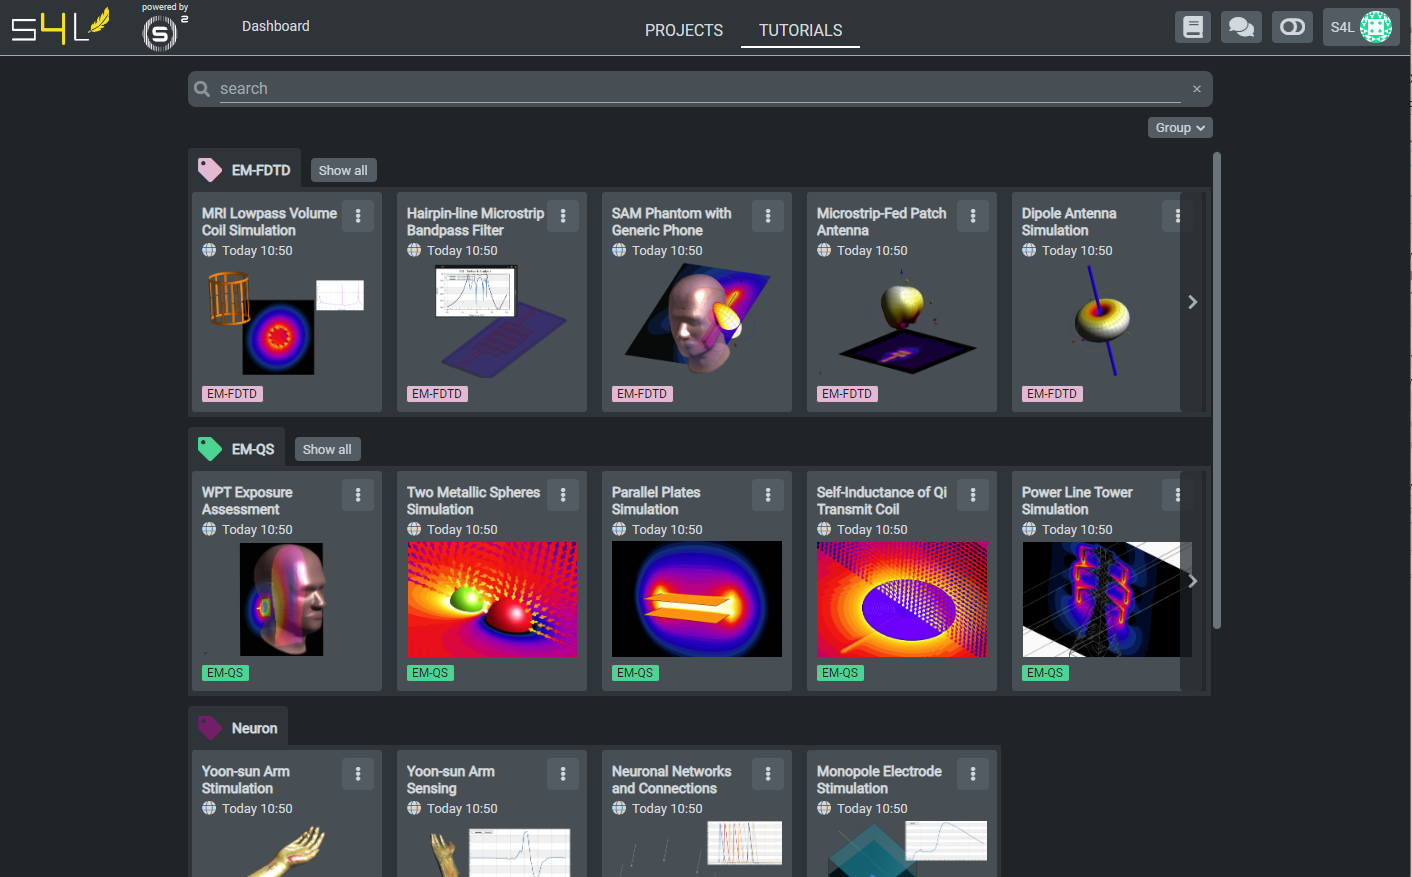 S4L
powered by
S 2
Dashboard
PROJECTS
TUTORIALS
S4L
search
×
Group
EM-FDTD
Show all
MRI Lowpass Volume
Coil Simulation
Today 10:50
EM-FDTD
Hairpin-line Microstrip
Bandpass Filter
Today 10:50
EM-FDTD
SAM Phantom with
Generic Phone
Today 10:50
EM-FDTD
Microstrip-Fed Patch
Antenna
Today 10:50
EM-FDTD
Dipole Antenna
Simulation
Today 10:50
EM-FDTD
EM-QS
Show all
WPT Exposure
Assessment
Today 10:50
EM-QS
Two Metallic Spheres
Simulation
Today 10:50
EM-QS
Parallel Plates
Simulation
Today 10:50
EM-QS
Self-Inductance of Qi
Transmit Coil
Today 10:50
EM-QS
Power Line Tower
Simulation
Today 10:50
EM-QS
Neuron
Yoon-sun Arm
Stimulation
Today 10:50
Yoon-sun Arm
Sensing
Today 10:50
Neuronal Networks
and Connections
Today 10:50
Monopole Electrode
Stimulation
Today 10:50